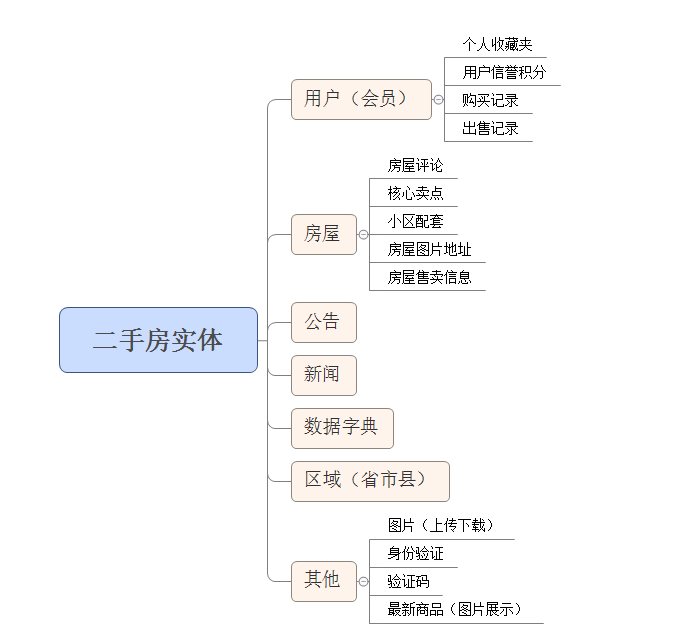 二手房实体
用户（会员）
个人收藏夹
用户信誉积分
购买记录
出售记录
房屋
房屋评论
核心卖点
小区配套
房屋图片地址
房屋售卖信息
公告
新闻
数据字典
区域（省市县）
其他
图片（上传下载）
身份验证
验证码
最新商品（图片展示）